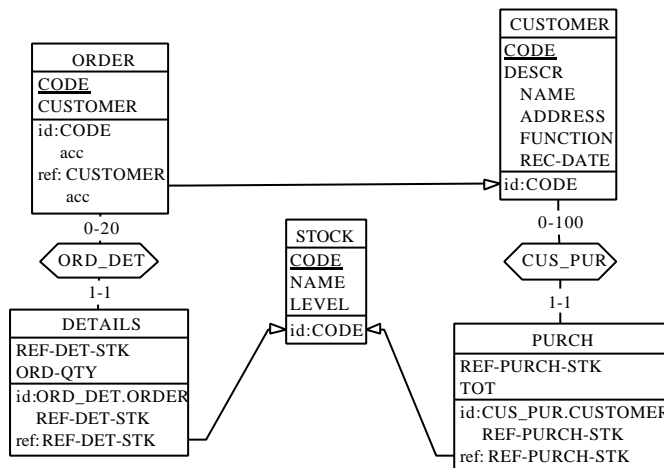 ORDER
CODE
CUSTOMER
id:CODE
acc
ref: CUSTOMER
acc
CUSTOMER
CODE
DESCR
NAME
ADDRESS
FUNCTION
REC-DATE
id:CODE
0-20
ORD_DET
1-1
0-100
CUS_PUR
1-1
STOCK
CODE
NAME
LEVEL
id:CODE
DETAILS
REF-DET-STK
ORD-QTY
id:ORD_DET.ORDER
REF-DET-STK
ref: REF-DET-STK
PURCH
REF-PURCH-STK
TOT
id:CUS_PUR.CUSTOMER
REF-PURCH-STK
ref: REF-PURCH-STK